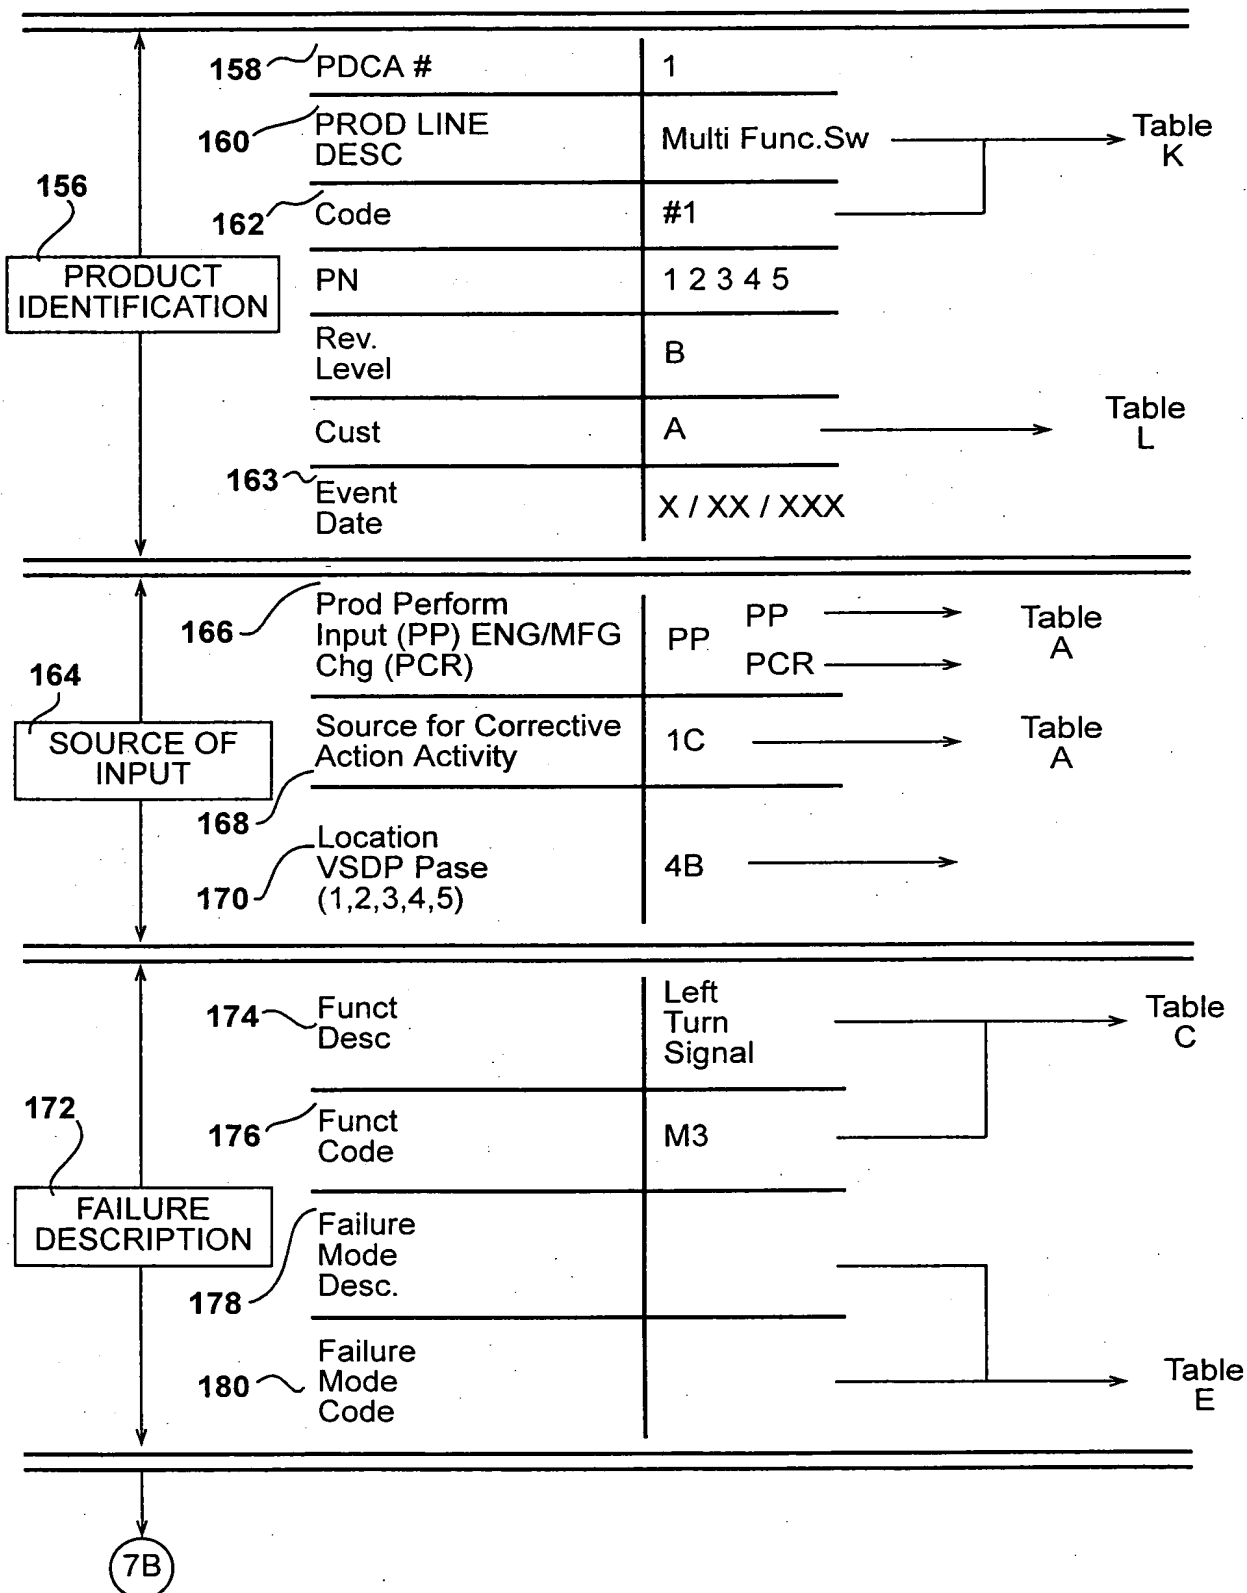 158
PDCA #
1
160
PROD LINE
DESC
Multi Func.Sw
Table
K
156
162
Code
#1
PRODUCT
IDENTIFICATION
PN
1 2 3 4 5
Rev.
Level
B
Cust
A
Table
L
163
Event
Date
X / XX / XXX
166
Prod Perform
Input (PP) ENG/MFG
Chg (PCR)
PP
PP
PCR
Table
A
164
SOURCE OF
INPUT
Source for Corrective
Action Activity
1C
Table
A
168
170
Location
VSDP Pase
(1,2,3,4,5)
4B
174
Funct
Desc
Left
Turn
Signal
Table
C
172
176
Funct
Code
M3
FAILURE
DESCRIPTION
178
Failure
Mode
Desc.
180
Failure
Mode
Code
Table
E
7B